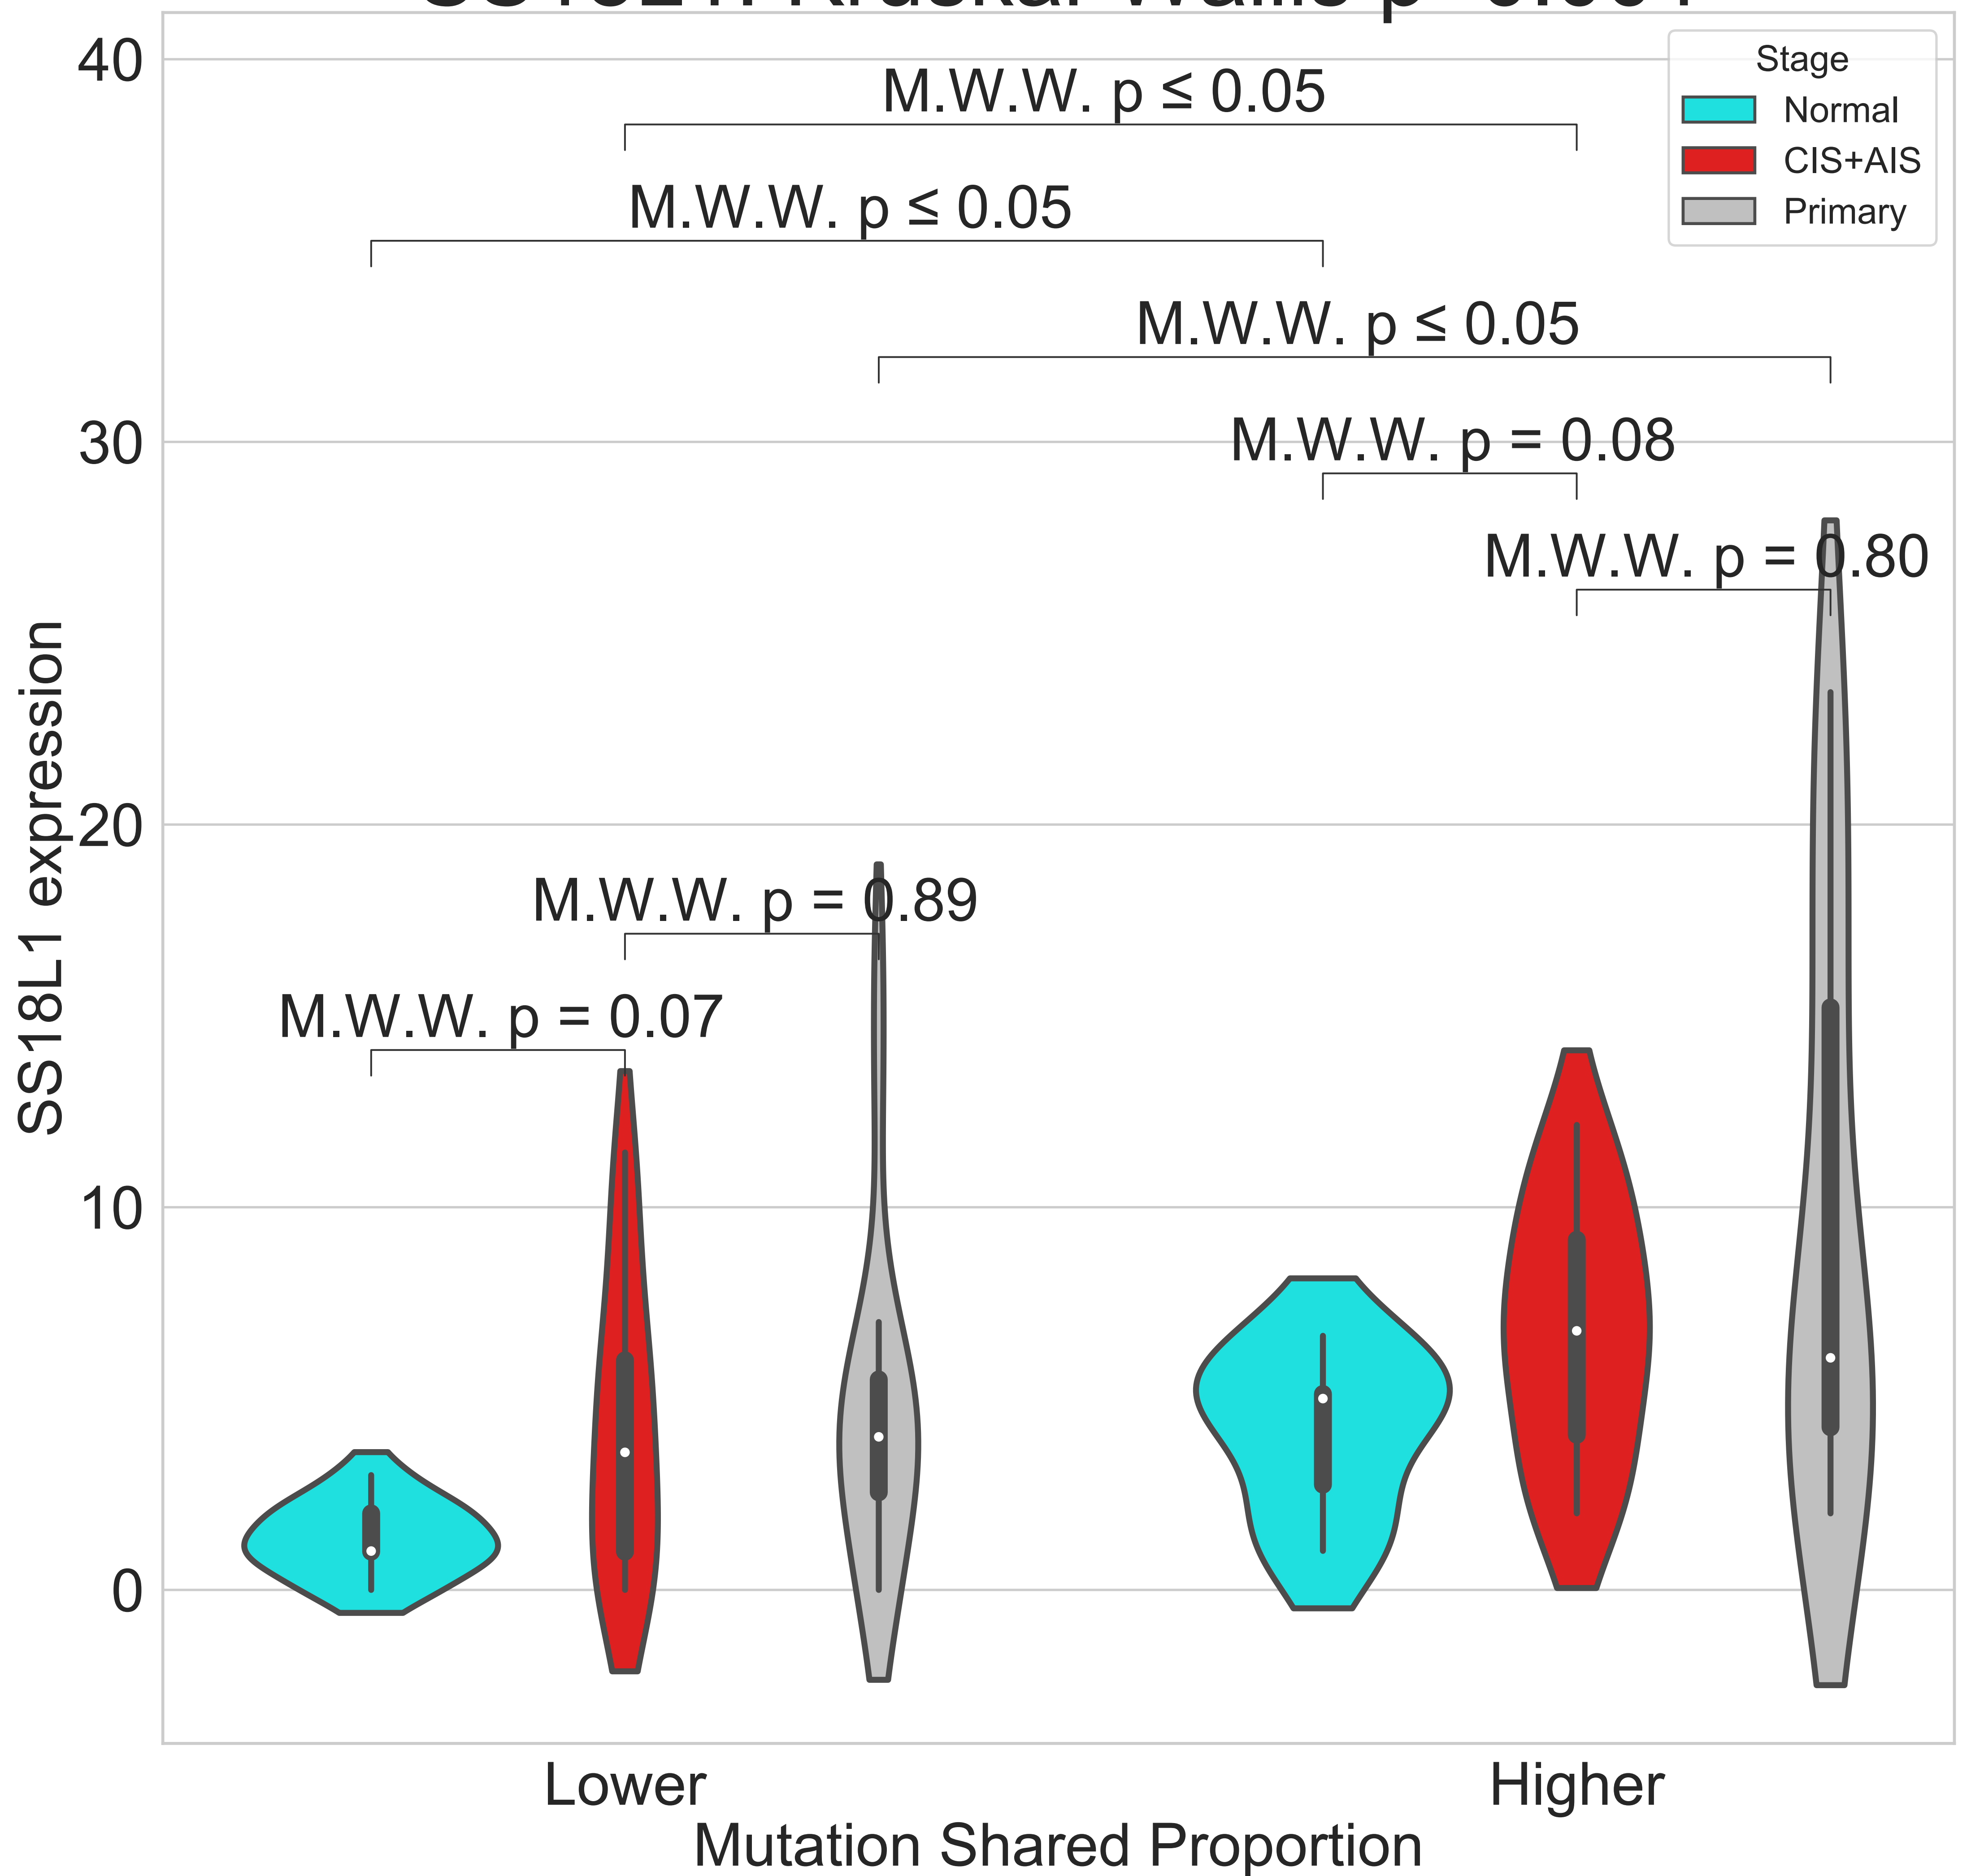 40
30
20
10
0
SS18L1 expression
Stage
Normal
CIS+AIS
Primary
M.W.W. p ≤ 0.05
M.W.W. p ≤ 0.05
M.W.W. p ≤ 0.05
M.W.W. p = 0.08
M.W.W. p = 0.80
M.W.W. p = 0.89
M.W.W. p = 0.07
Lower
Higher
Mutation Shared Proportion